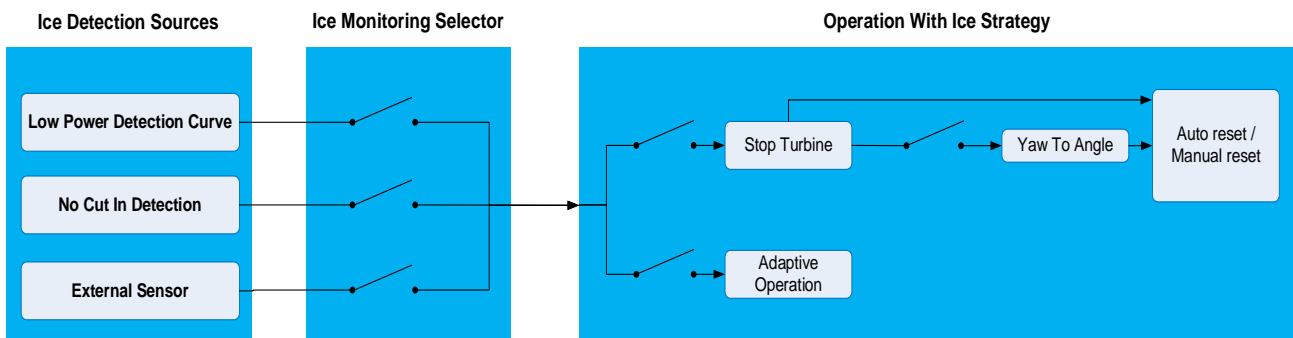 Ice Detection Sources
Ice Monitoring Selector
Operation With Ice Strategy
Low Power Detection Curve
No Cut In Detection
External Sensor
Stop Turbine
Yaw To Angle
Auto reset /
Manual reset
Adaptive
Operation